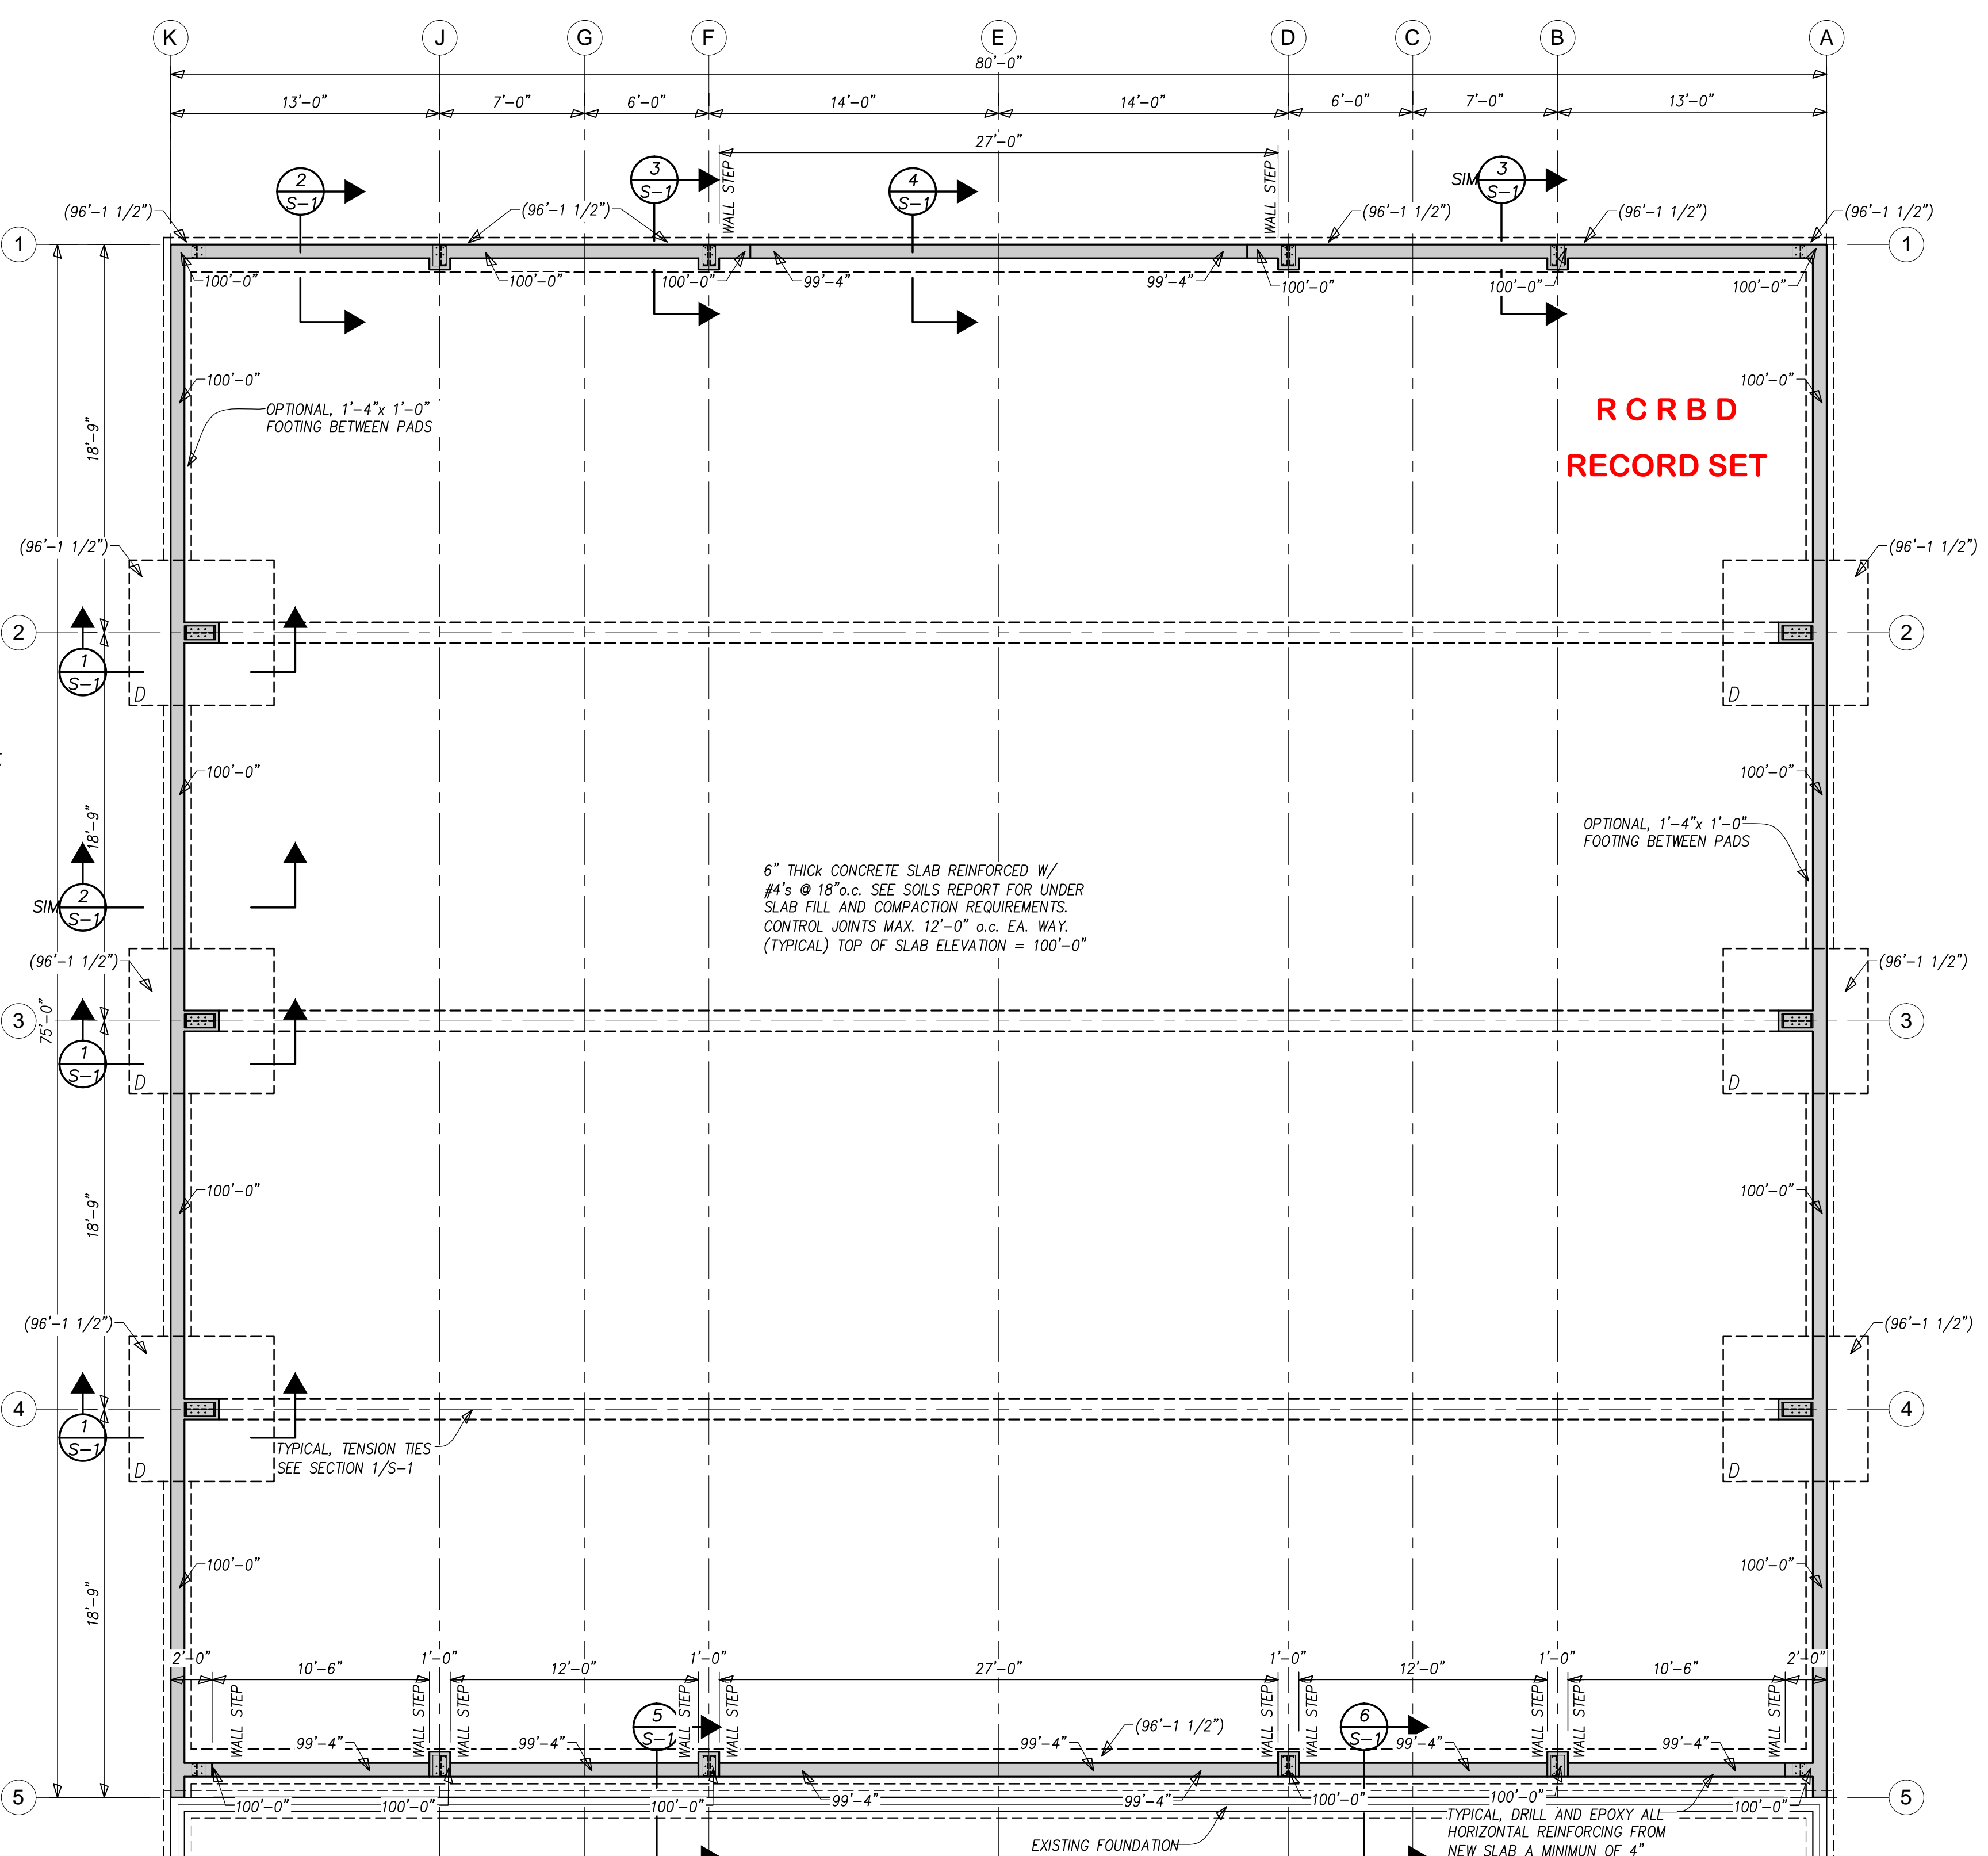 K J G F E D C B A
80'-0"
13'-0" 7'-0" 6'-0" 14'-0" 14'-0" 6'-0" 7'-0" 13'-0"
27'-0"
WALL STEP
WALL STEP
2
S-1
3
S-1
4
S-1
SIM
3
S-1
(96'-1 1/2")
(96'-1 1/2")
(96'-1 1/2")
(96'-1 1/2")
(96'-1 1/2")
1
1
100'-0"
100'-0"
100'-0"
99'-4"
99'-4"
100'-0"
100'-0"
100'-0"
100'-0"
100'-0"
OPTIONAL, 1'-4"x 1'-0"
FOOTING BETWEEN PADS
R C R B D
RECORD SET
18'-9"
(96'-1 1/2")
(96'-1 1/2")
2
2
1
S-1
D
D
100'-0"
100'-0"
18'-9"
OPTIONAL, 1'-4"x 1'-0"
FOOTING BETWEEN PADS
6" THICk CONCRETE SLAB REINFORCED W/
#4's @ 18"o.c. SEE SOILS REPORT FOR UNDER
SLAB FILL AND COMPACTION REQUIREMENTS.
CONTROL JOINTS MAX. 12'-0" o.c. EA. WAY.
(TYPICAL) TOP OF SLAB ELEVATION = 100'-0"
SIM
2
S-1
(96'-1 1/2")
(96'-1 1/2")
75'-0"
3
3
1
S-1
D
D
100'-0"
100'-0"
18'-9"
(96'-1 1/2")
(96'-1 1/2")
4
4
1
S-1
TYPICAL, TENSION TIES
SEE SECTION 1/S-1
D
D
100'-0"
100'-0"
18'-9"
2'-0" 10'-6" 1'-0" 12'-0" 1'-0" 27'-0" 1'-0" 12'-0" 1'-0" 10'-6" 2'-0"
WALL STEP
WALL STEP
WALL STEP
WALL STEP
WALL STEP
WALL STEP
WALL STEP
WALL STEP
WALL STEP
WALL STEP
5
S-1
6
S-1
(96'-1 1/2")
99'-4"
99'-4"
99'-4"
99'-4"
99'-4"
5
5
100'-0"
100'-0"
100'-0"
99'-4"
99'-4"
100'-0"
100'-0"
100'-0"
EXISTING FOUNDATION
TYPICAL, DRILL AND EPOXY ALL
HORIZONTAL REINFORCING FROM
NEW SLAB A MINIMUN OF 4"